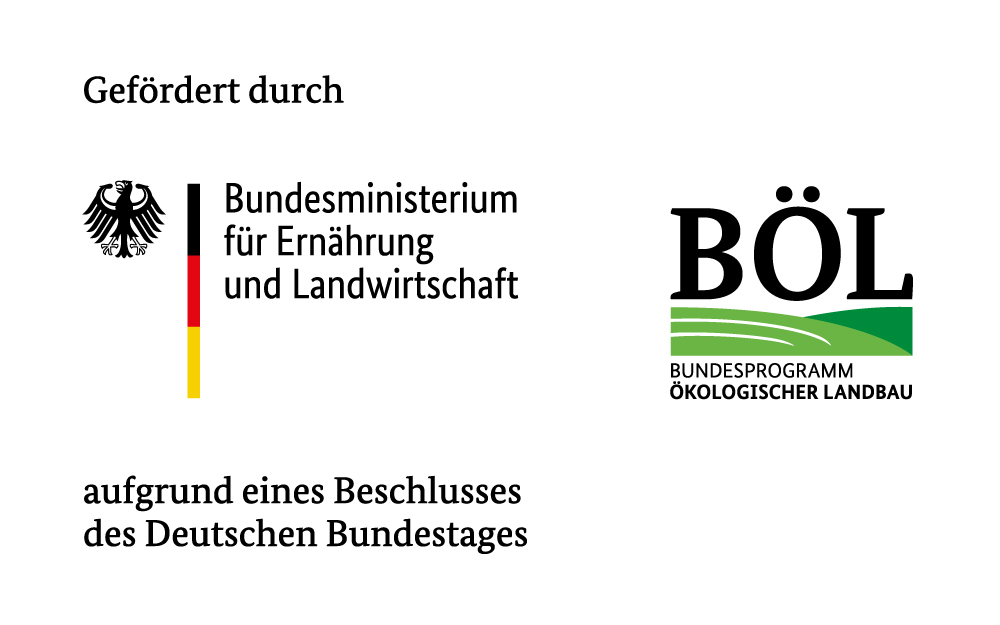 Gefördert durch
Bundesministerium
für Ernährung
und Landwirtschaft
BÖL
BUNDESPROGRAMM
ÖKOLOGISCHER LANDBAU
aufgrund eines Beschlusses
des Deutschen Bundestages